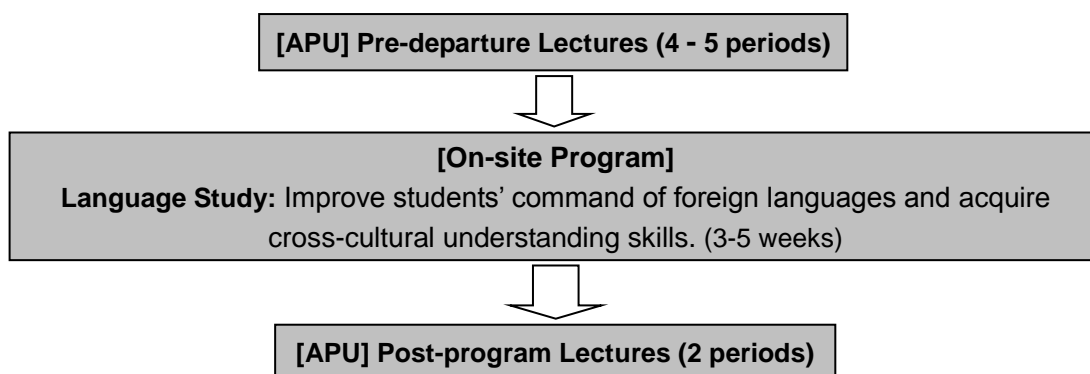 [APU] Pre-departure Lectures (4 - 5 periods)
[On-site Program]
Language Study: Improve students’ command of foreign languages and acquire
cross-cultural understanding skills. (3-5 weeks)
[APU] Post-program Lectures (2 periods)